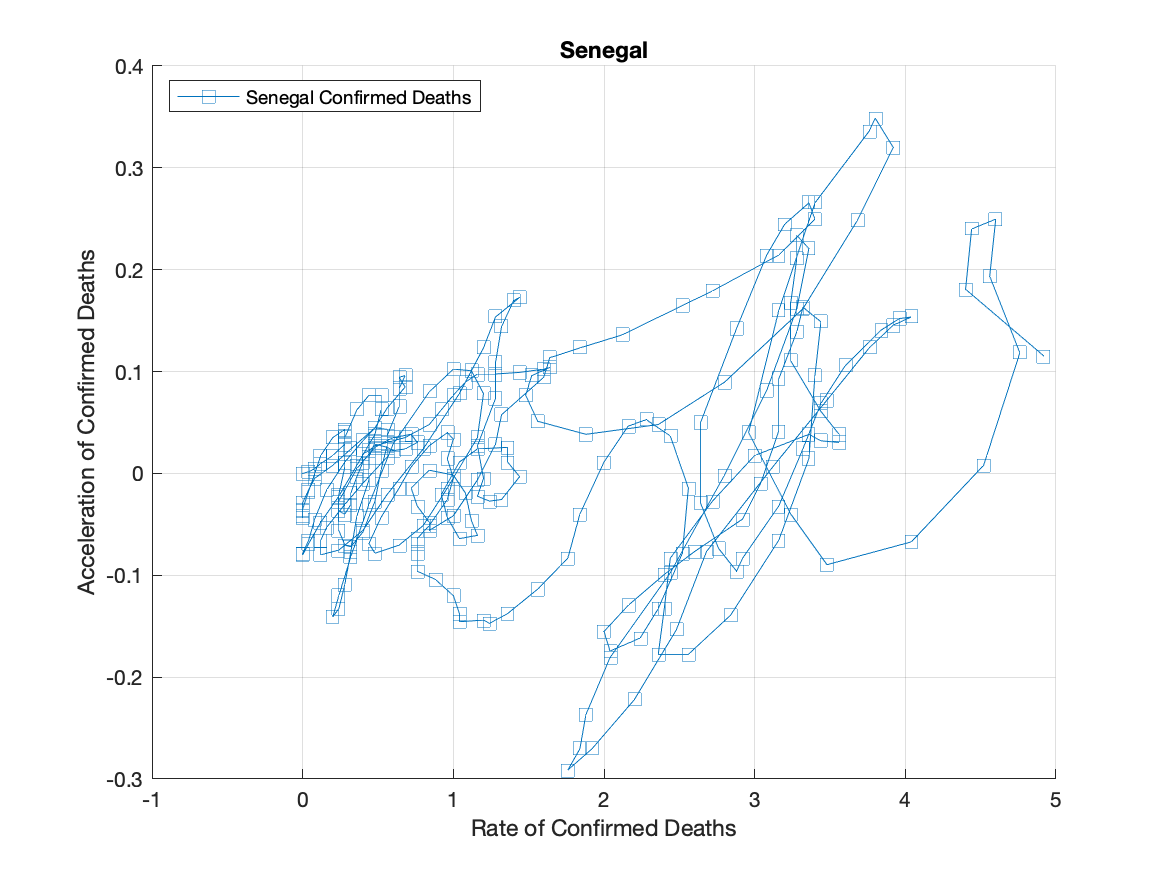 Senegal
Senegal Confirmed Deaths
0.4
0.3
0.2
0.1
0
-0.1
-0.2
-0.3
Acceleration of Confirmed Deaths
-1 0 1 2 3 4 5
Rate of Confirmed Deaths